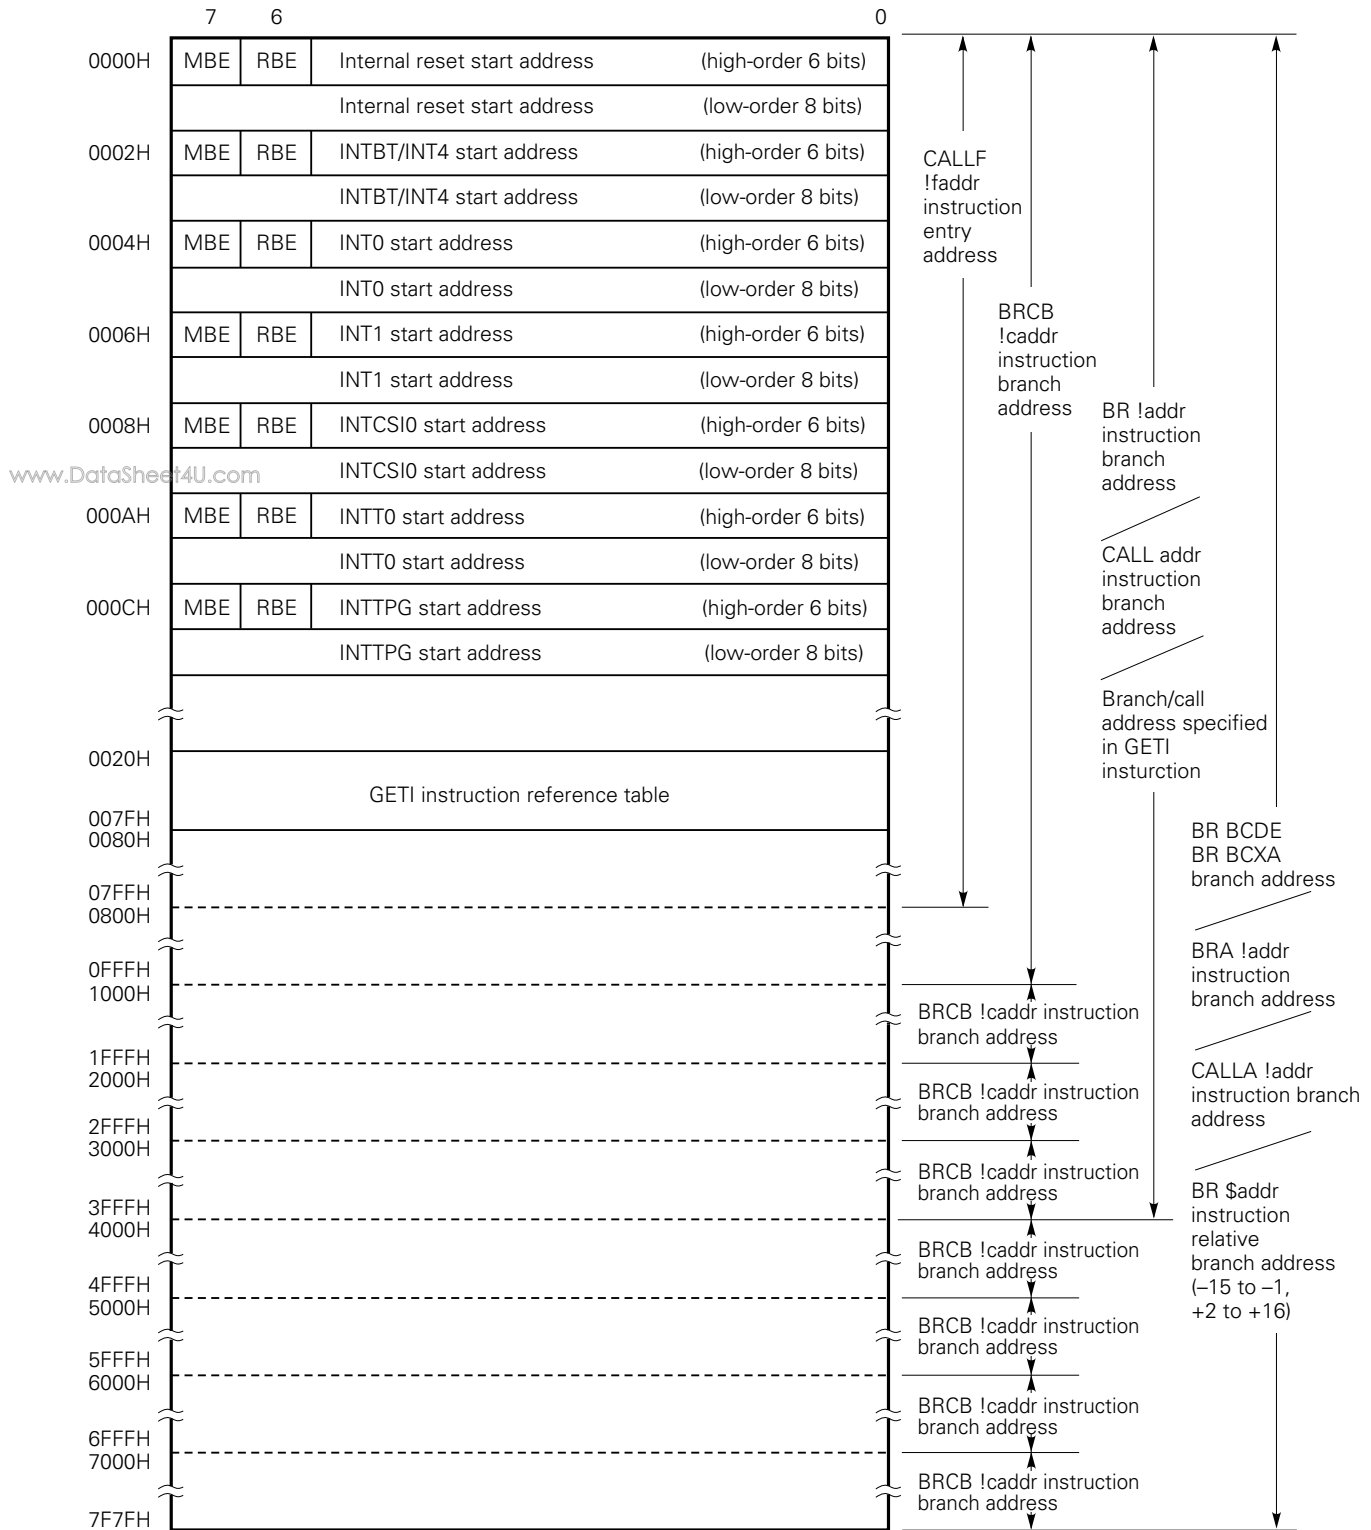 7 6 0
0000H MBE RBE Internal reset start address (high-order 6 bits)
Internal reset start address (low-order 8 bits)
0002H MBE RBE INTBT/INT4 start address (high-order 6 bits)
INTBT/INT4 start address (low-order 8 bits)
0004H MBE RBE INT0 start address (high-order 6 bits)
INT0 start address (low-order 8 bits)
0006H MBE RBE INT1 start address (high-order 6 bits)
INT1 start address (low-order 8 bits)
0008H MBE RBE INTCSI0 start address (high-order 6 bits)
www.DataSheet4U.com
INTCSI0 start address (low-order 8 bits)
000AH MBE RBE INTT0 start address (high-order 6 bits)
INTT0 start address (low-order 8 bits)
000CH MBE RBE INTTPG start address (high-order 6 bits)
INTTPG start address (low-order 8 bits)
0020H
GETI instruction reference table
007FH
0080H
07FFH
0800H
0FFFH
1000H
1FFFH
2000H
2FFFH
3000H
3FFFH
4000H
4FFFH
5000H
5FFFH
6000H
6FFFH
7000H
7F7FH
CALLF
!faddr
instruction
entry
address
BRCB
!caddr
instruction
branch
address
BRCB !caddr instruction
branch address
BRCB !caddr instruction
branch address
BRCB !caddr instruction
branch address
BRCB !caddr instruction
branch address
BRCB !caddr instruction
branch address
BRCB !caddr instruction
branch address
BRCB !caddr instruction
branch address
BR !addr
instruction
branch
address
CALL addr
instruction
branch
address
Branch/call
address specified
in GETI
insturction
BR BCDE
BR BCXA
branch address
BRA !addr
instruction
branch address
CALLA !addr
instruction branch
address
BR $addr
instruction
relative
branch address
(–15 to –1,
+2 to +16)